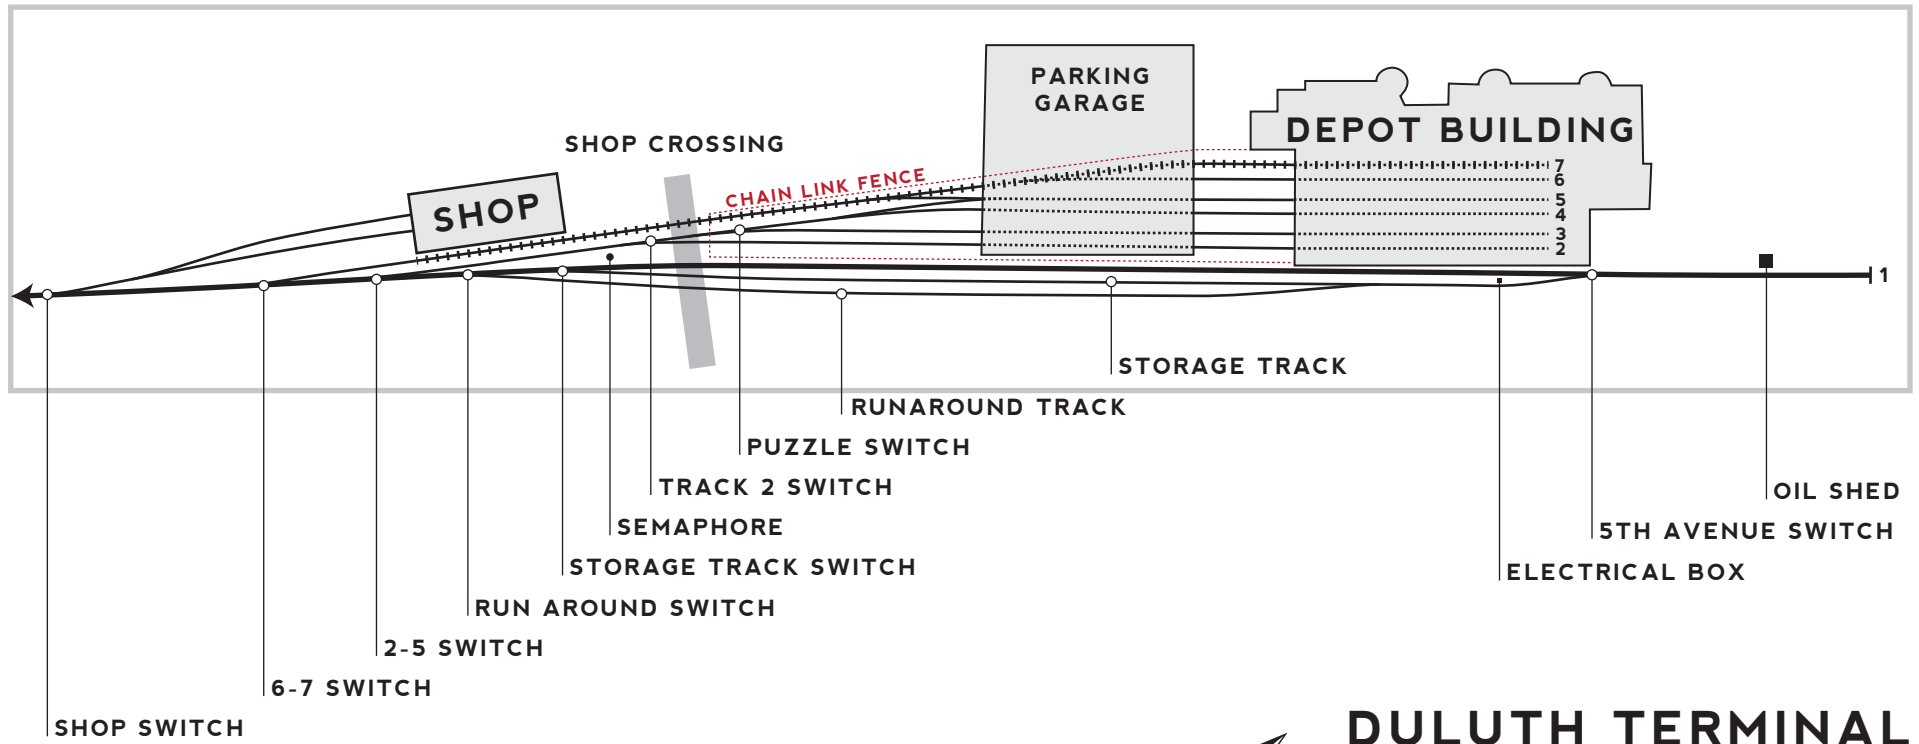 PARKING
GARAGE
DEPOT BUILDING
SHOP CROSSING
CHAIN LINK FENCE
SHOP
7
6
5
4
3
2
1
STORAGE TRACK
RUNAROUND TRACK
PUZZLE SWITCH
TRACK 2 SWITCH
OIL SHED
SEMAPHORE
5TH AVENUE SWITCH
STORAGE TRACK SWITCH
ELECTRICAL BOX
RUN AROUND SWITCH
2-5 SWITCH
6-7 SWITCH
SHOP SWITCH
DULUTH TERMINAL